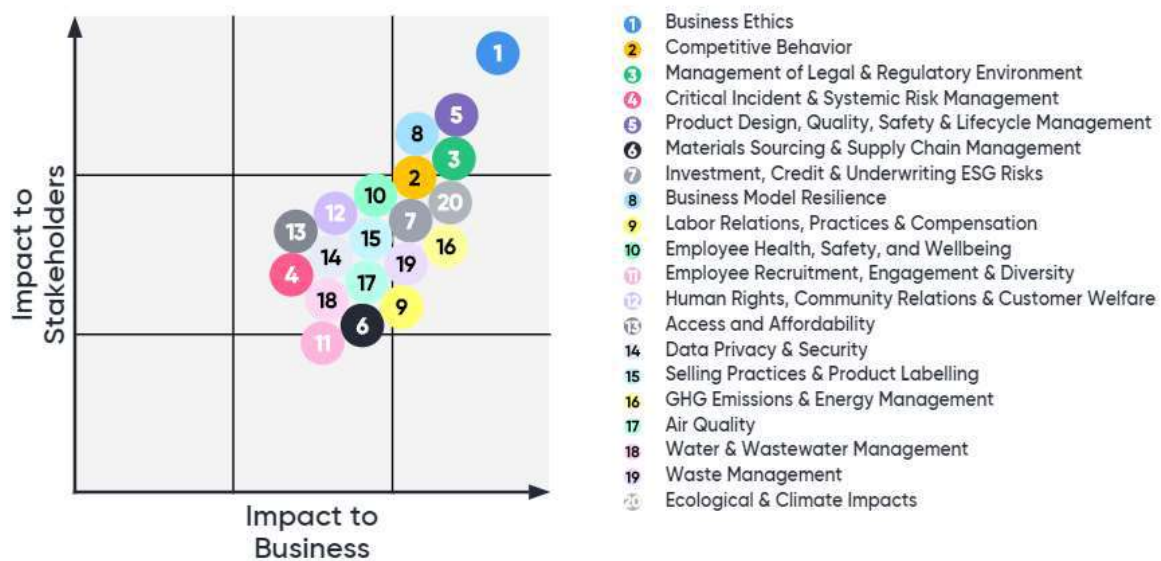 Impact to
Stakeholders
1
5
8
3
2
10
20
12
7
13
15
16
14
19
4
17
18
9
6
11
Impact to
Business
1 Business Ethics
2 Competitive Behavior
3 Management of Legal & Regulatory Environment
4 Critical Incident & Systemic Risk Management
5 Product Design, Quality, Safety & Lifecycle Management
6 Materials Sourcing & Supply Chain Management
7 Investment, Credit & Underwriting ESG Risks
8 Business Model Resilience
9 Labor Relations, Practices & Compensation
10 Employee Health, Safety, and Wellbeing
11 Employee Recruitment, Engagement & Diversity
12 Human Rights, Community Relations & Customer Welfare
13 Access and Affordability
14 Data Privacy & Security
15 Selling Practices & Product Labelling
16 GHG Emissions & Energy Management
17 Air Quality
18 Water & Wastewater Management
19 Waste Management
20 Ecological & Climate Impacts